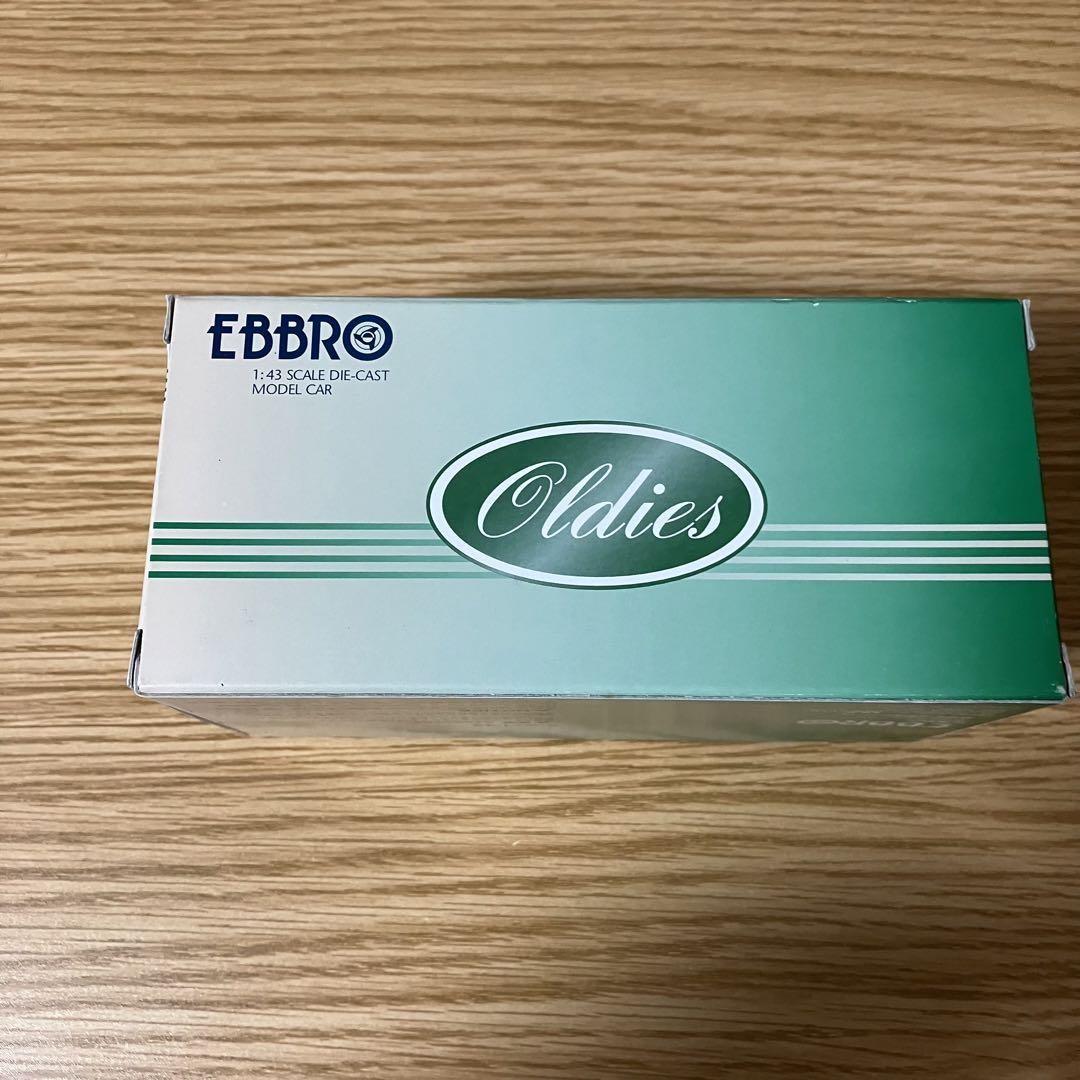 EBBRO
1:43 SCALE DIE-CAST
MODEL CAR
Oldies